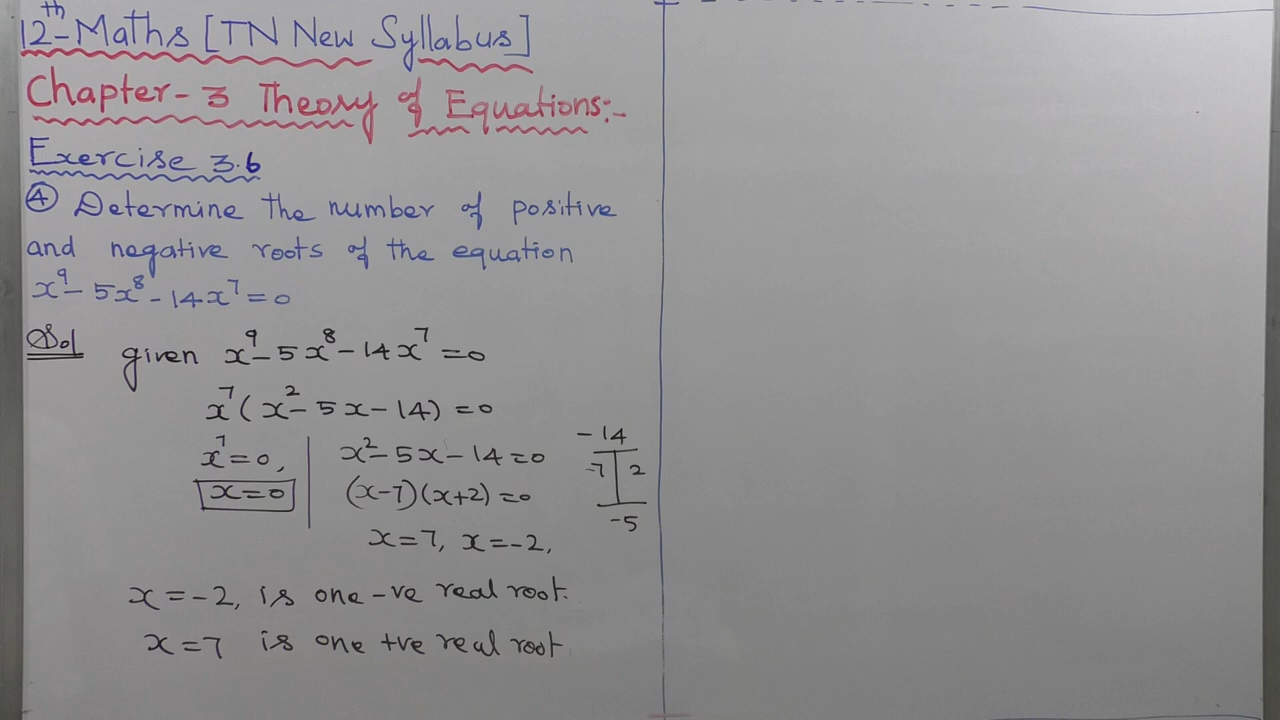 12th-Maths [TN New Syllabus]
Chapter-3 Theory of Equations:-
Exercise 3.6
④ Determine the number of positive
and negative roots of the equation
x⁹-5x⁸-14x⁷=0
Sol given x⁹-5x⁸-14x⁷=0
x⁷(x²-5x-14)=0
x⁷=0,
x=0
x²-5x-14=0
(x-7)(x+2)=0
x=7, x=-2,
-14
-7 2
-5
x=-2, is one -ve real root.
x=7 is one +ve real root.